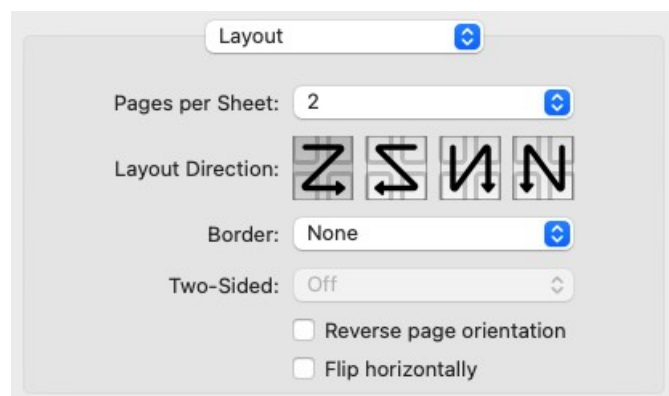 Layout
Pages per Sheet: 2
Layout Direction:
Border: None
Two-Sided: Off
Reverse page orientation
Flip horizontally